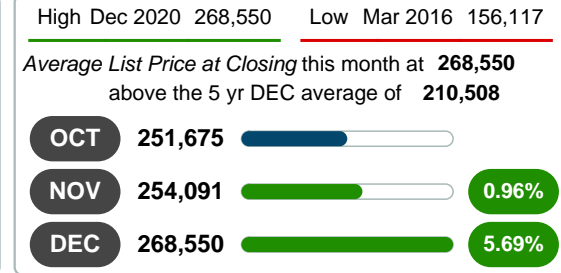 High Dec 2020 268,550 Low Mar 2016 156,117
Average List Price at Closing this month at 268,550
above the 5 yr DEC average of 210,508
OCT 251,675
NOV 254,091 0.96%
DEC 268,550 5.69%